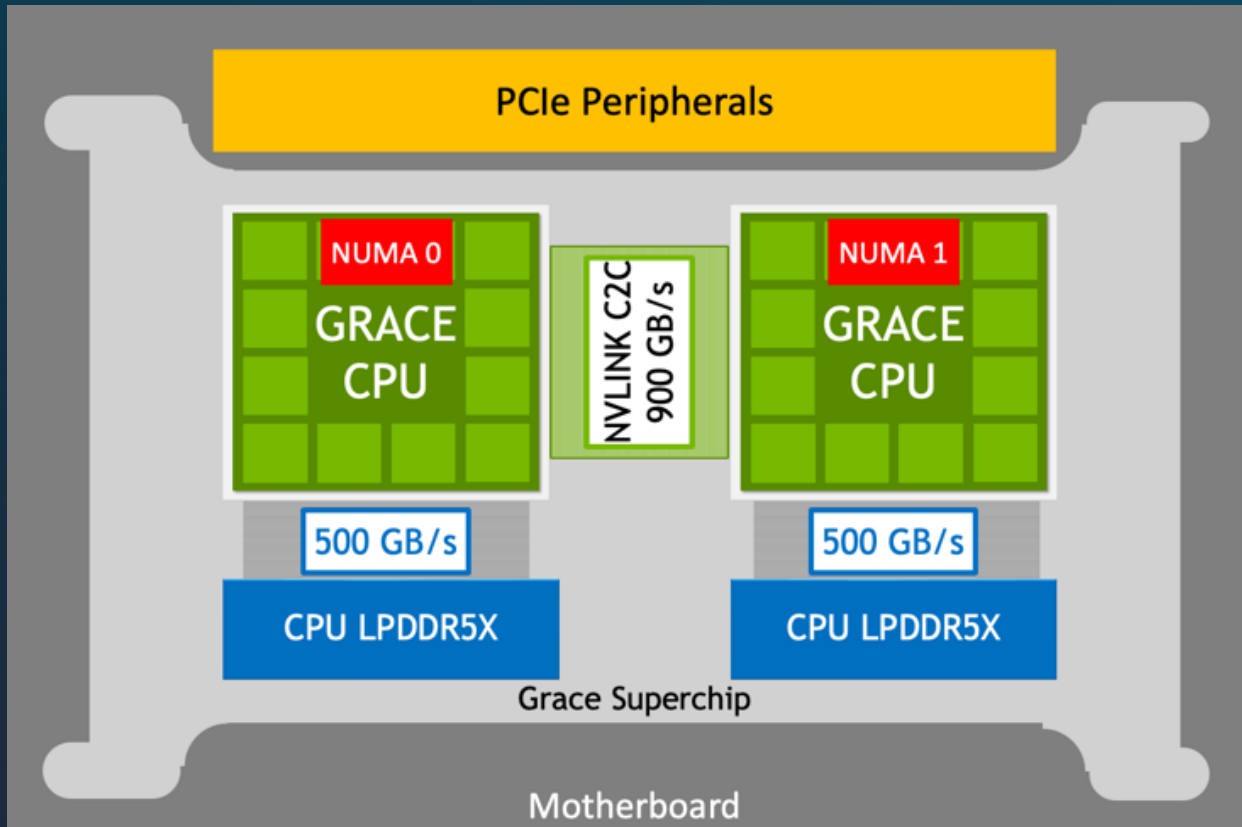 PCIe Peripherals
NUMA 0
GRACE
CPU
NVLINK C2C
900 GB/s
NUMA 1
GRACE
CPU
500 GB/s
500 GB/s
CPU LPDDR5X
CPU LPDDR5X
Grace Superchip
Motherboard